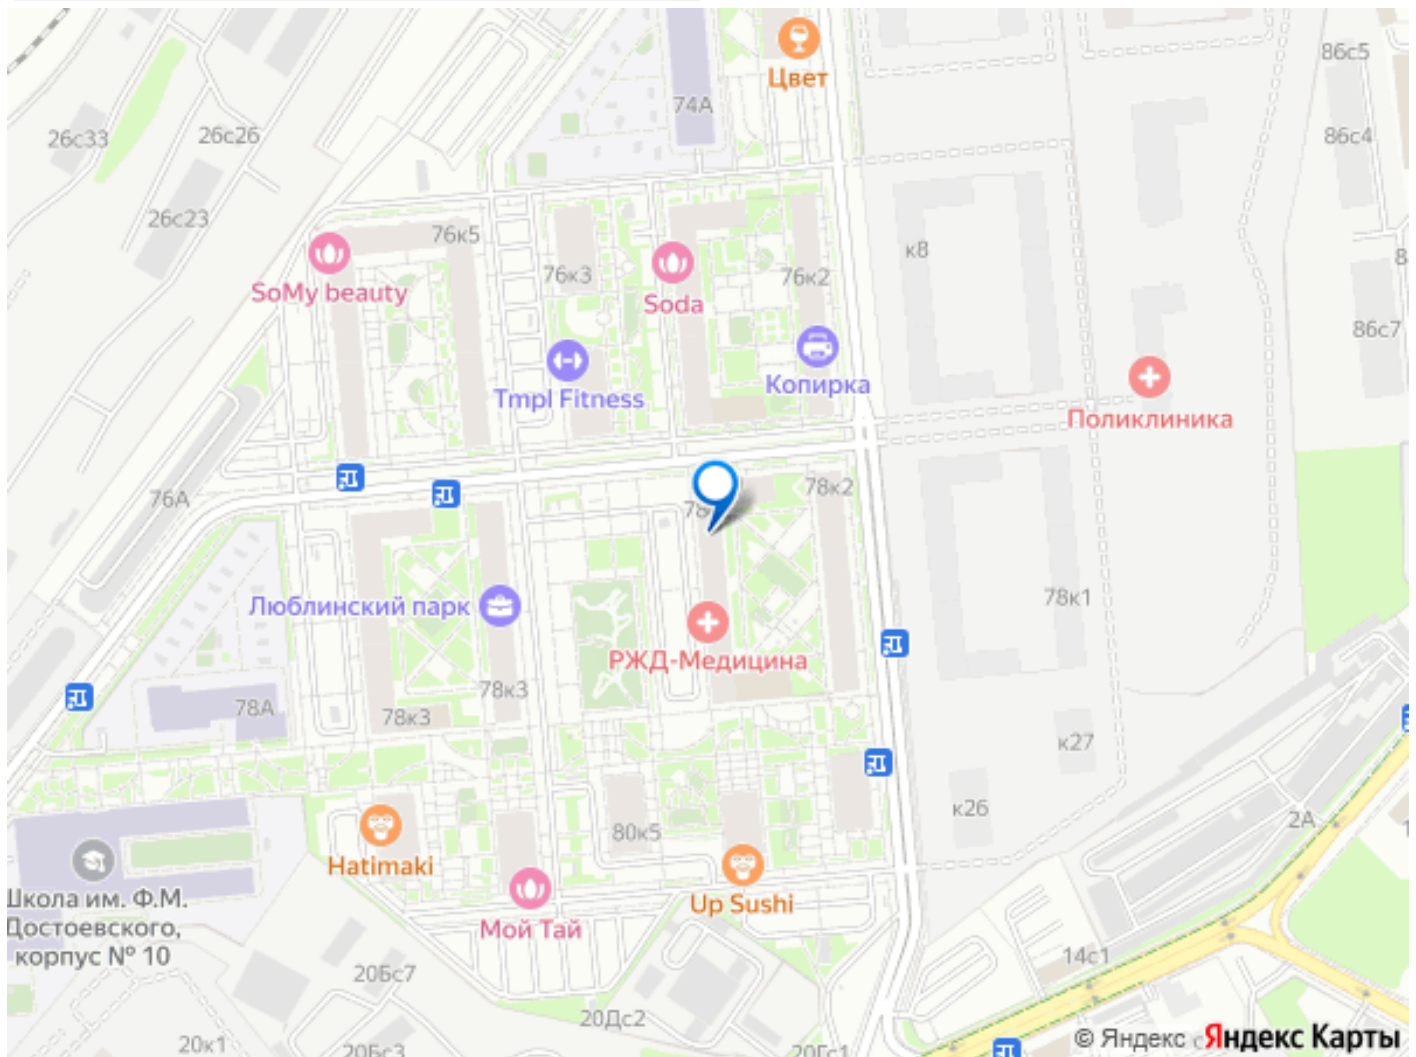 86с5
Цвет
74А
26с33
26с26
86с4
26с23
76к5
к8
76к3
76к2
SoMy beauty
Soda
86с7
Tmpl Fitness
Копирка
Поликлиника
76А
78к2
Люблинский парк
78к1
РЖД-Медицина
78к3
78А
78к3
к27
к26
80к5
2А
Hatimaki
Школа им. Ф.М.
Достоевского,
корпус № 10
Up Sushi
Мой Тай
14с1
20Бс7
20Дс2
20к1
20Бс3
20Гс1
© Яндекс
Яндекс Карты